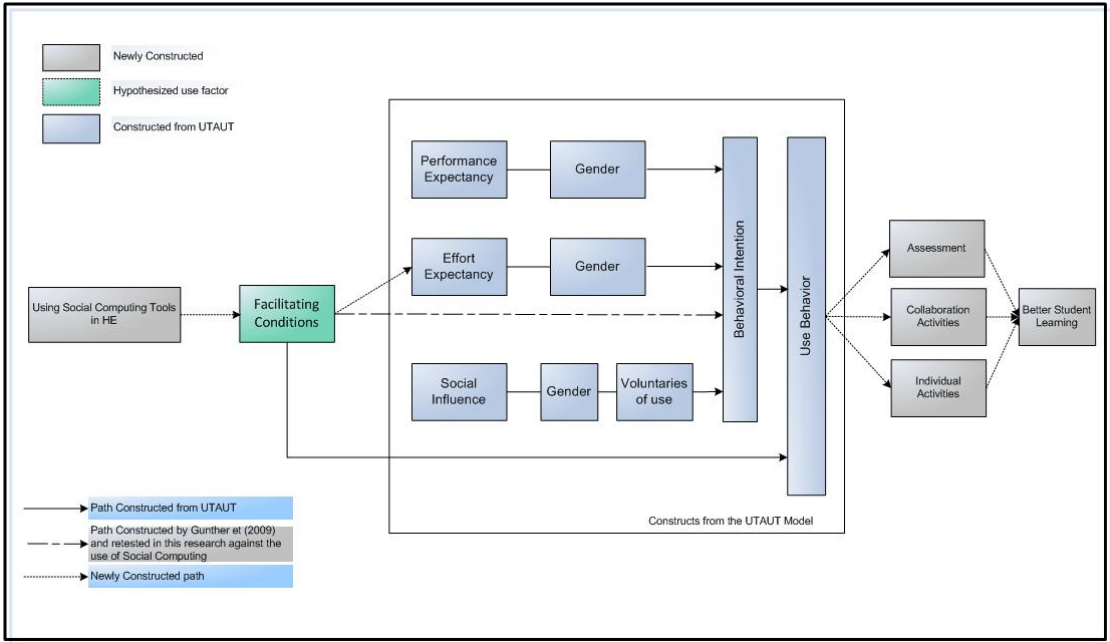 Newly Constructed
Hypothesized use factor
Constructed from UTAUT
Performance
Expectancy
Gender
Effort
Expectancy
Gender
Using Social Computing Tools
in HE
Facilitating
Conditions
Social
Influence
Gender
Voluntaries
of use
Behavioral Intention
Use Behavior
Assessment
Collaboration
Activities
Individual
Activities
Better Student
Learning
Constructs from the UTAUT Model
Path Constructed from UTAUT
Path Constructed by Gunther et (2009)
and retested in this research against the
use of Social Computing
Newly Constructed path